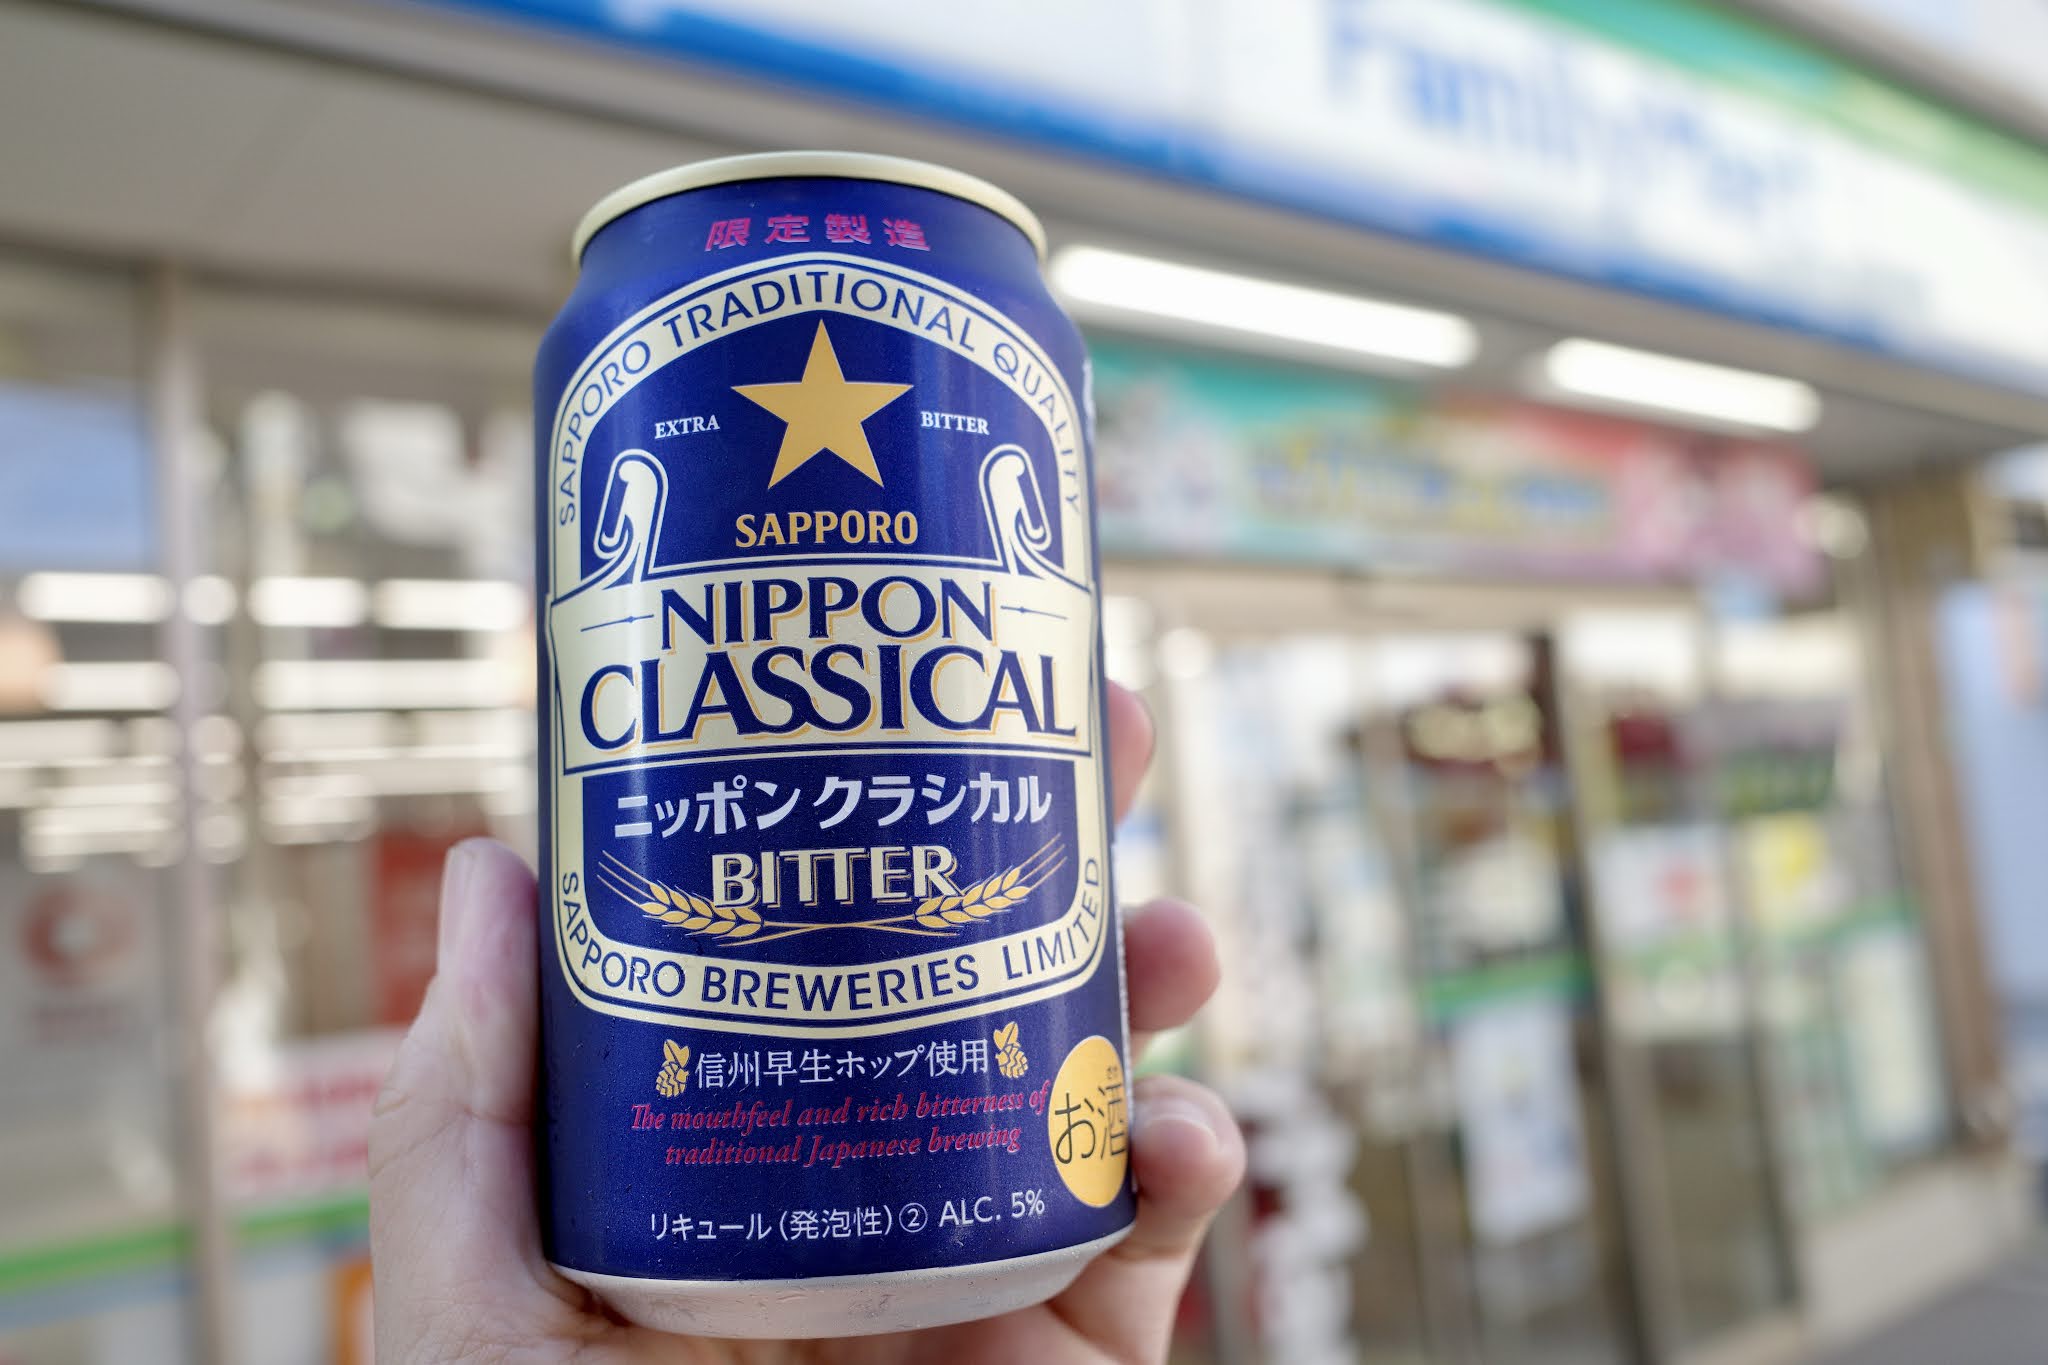 限定製造
SAPPORO TRADITIONAL QUALITY
EXTRA BITTER
SAPPORO
NIPPON
CLASSICAL
ニッポン クラシカル
BITTER
SAPPORO BREWERIES LIMITED
信州早生ホップ使用
The mouthfeel and rich bitterness of
traditional Japanese brewing
お酒
リキュール(発泡性)② ALC. 5%
FamilyMart